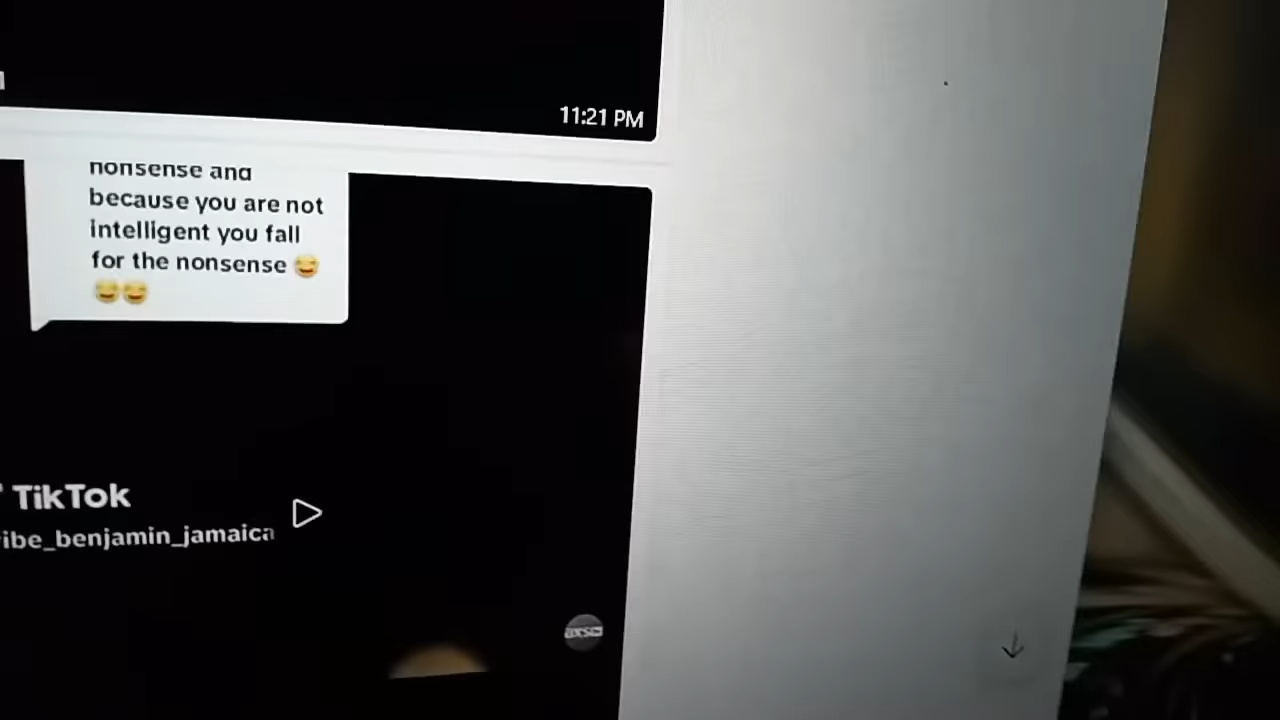 11:21 PM
nonsense and
because you are not
intelligent you fall
for the nonsense 😂
😂😂
TikTok
ibe_benjamin_jamaica